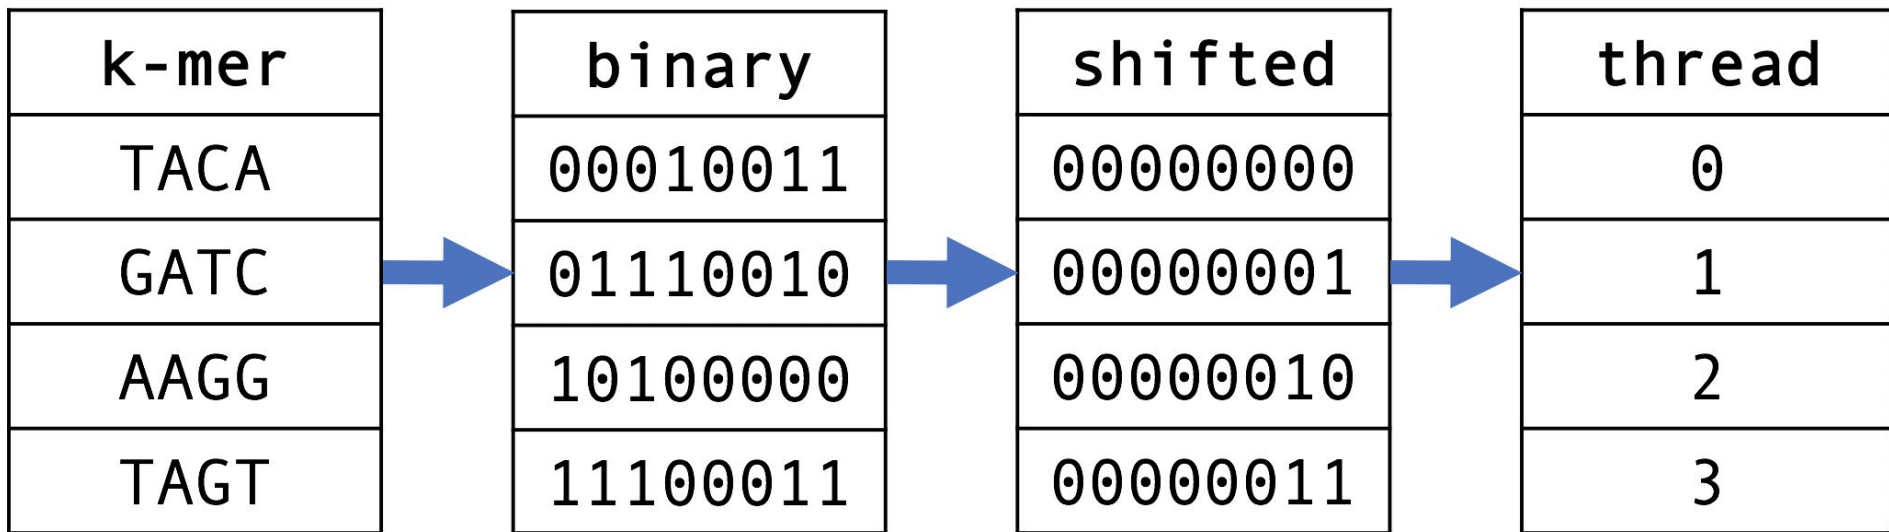 k-mer binary shifted thread
TACA 00010011 00000000 0
GATC 01110010 00000001 1
AAGG 10100000 00000010 2
TAGT 11100011 00000011 3